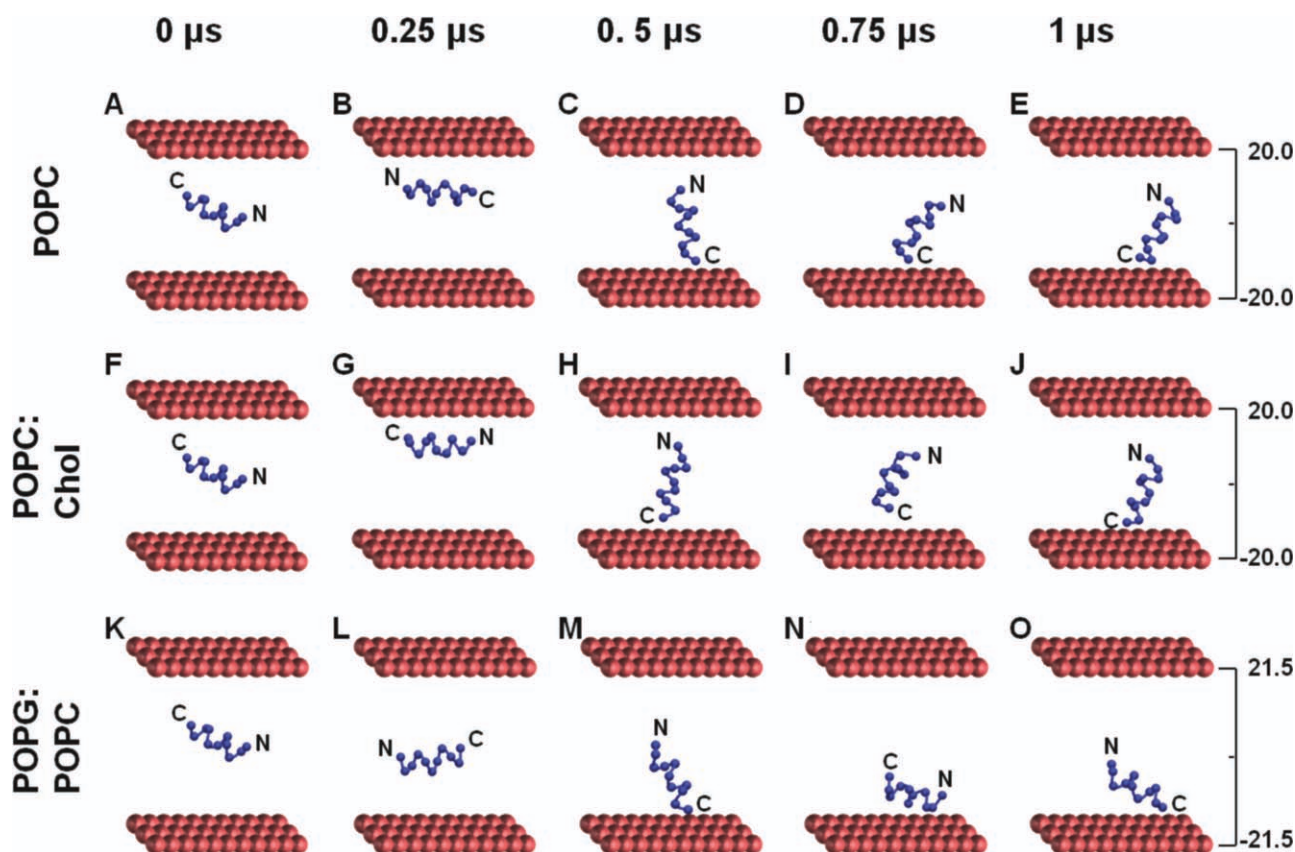 0 µs 0.25 µs 0. 5 µs 0.75 µs 1 µs
A B C D E
POPC
C N
N C
N C
N C
N C
20.0
-20.0
F G H I J
POPC:
Chol
C N
C N
N C
N C
N C
20.0
-20.0
K L M N O
POPG:
POPC
C N
N C
N C
C N
N C
21.5
-21.5